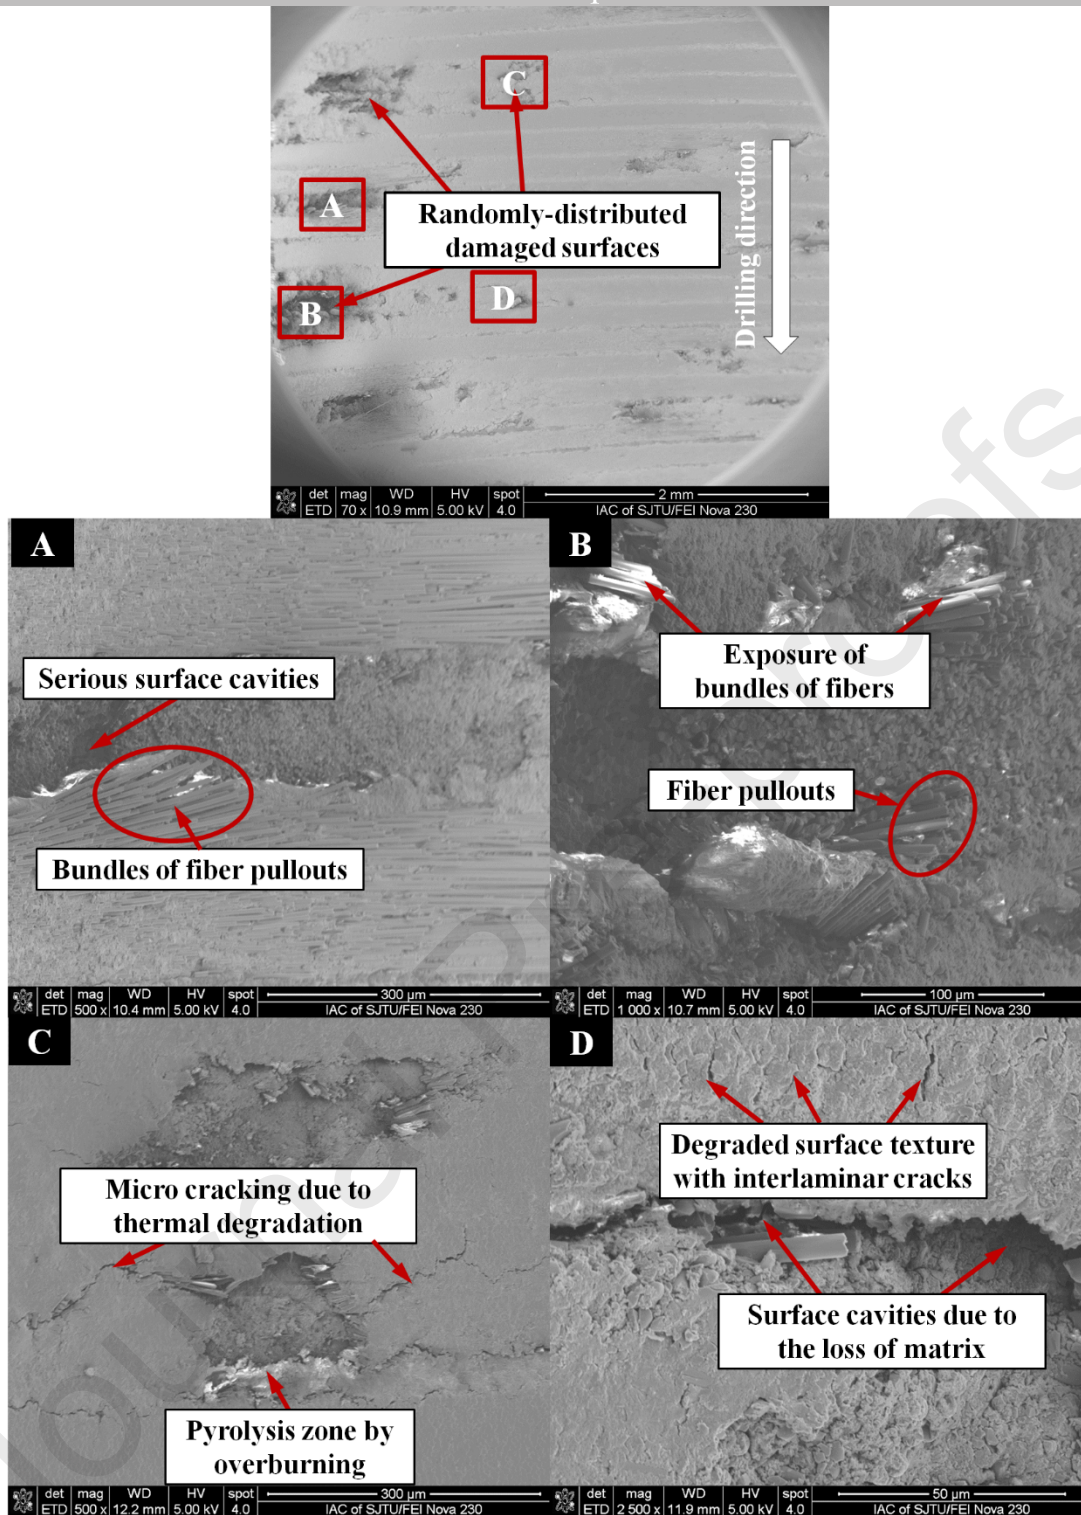 C
A
Randomly-distributed
damaged surfaces
B
D
Drilling direction
det mag WD HV spot 2 mm
ETD 70 x 10.9 mm 5.00 kV 4.0 IAC of SJTU/FEI Nova 230
A
Serious surface cavities
Bundles of fiber pullouts
det mag WD HV spot 300 µm
ETD 500 x 10.4 mm 5.00 kV 4.0 IAC of SJTU/FEI Nova 230
B
Exposure of
bundles of fibers
Fiber pullouts
det mag WD HV spot 100 µm
ETD 1 000 x 10.7 mm 5.00 kV 4.0 IAC of SJTU/FEI Nova 230
C
Micro cracking due to
thermal degradation
Pyrolysis zone by
overburning
det mag WD HV spot 300 µm
ETD 500 x 12.2 mm 5.00 kV 4.0 IAC of SJTU/FEI Nova 230
D
Degraded surface texture
with interlaminar cracks
Surface cavities due to
the loss of matrix
det mag WD HV spot 50 µm
ETD 2 500 x 11.9 mm 5.00 kV 4.0 IAC of SJTU/FEI Nova 230